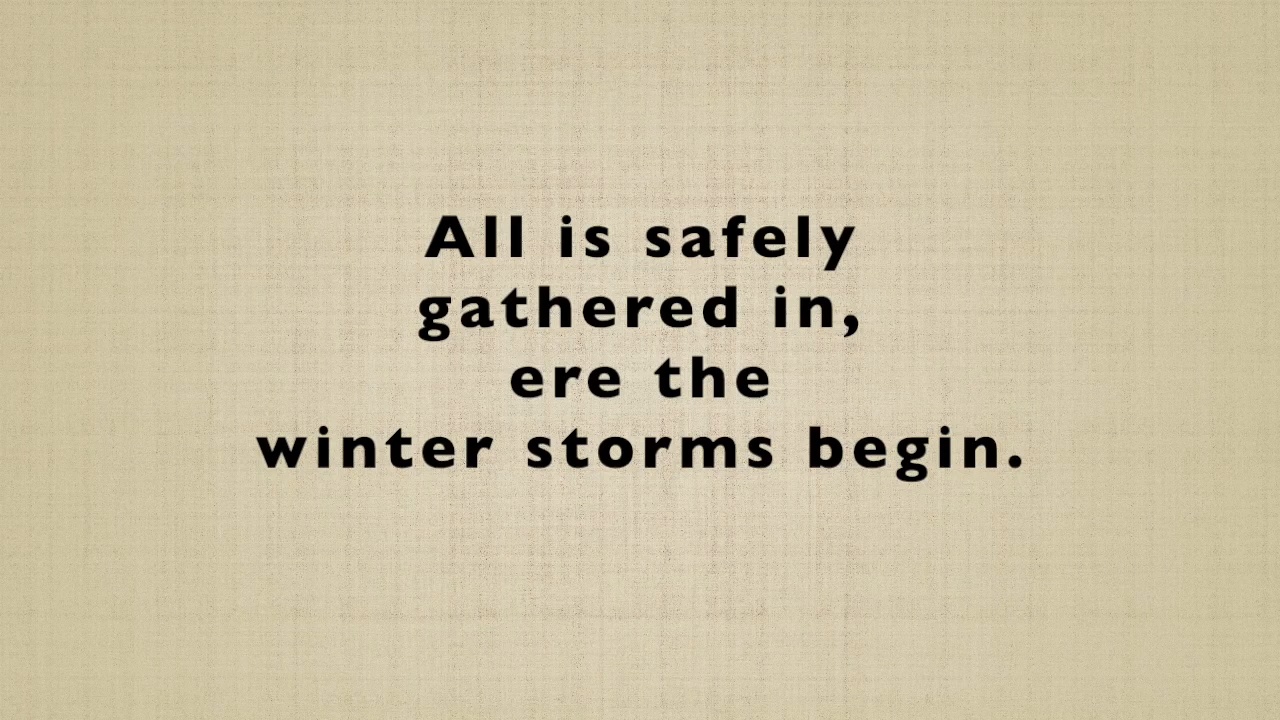 All is safely
gathered in,
ere the
winter storms begin.